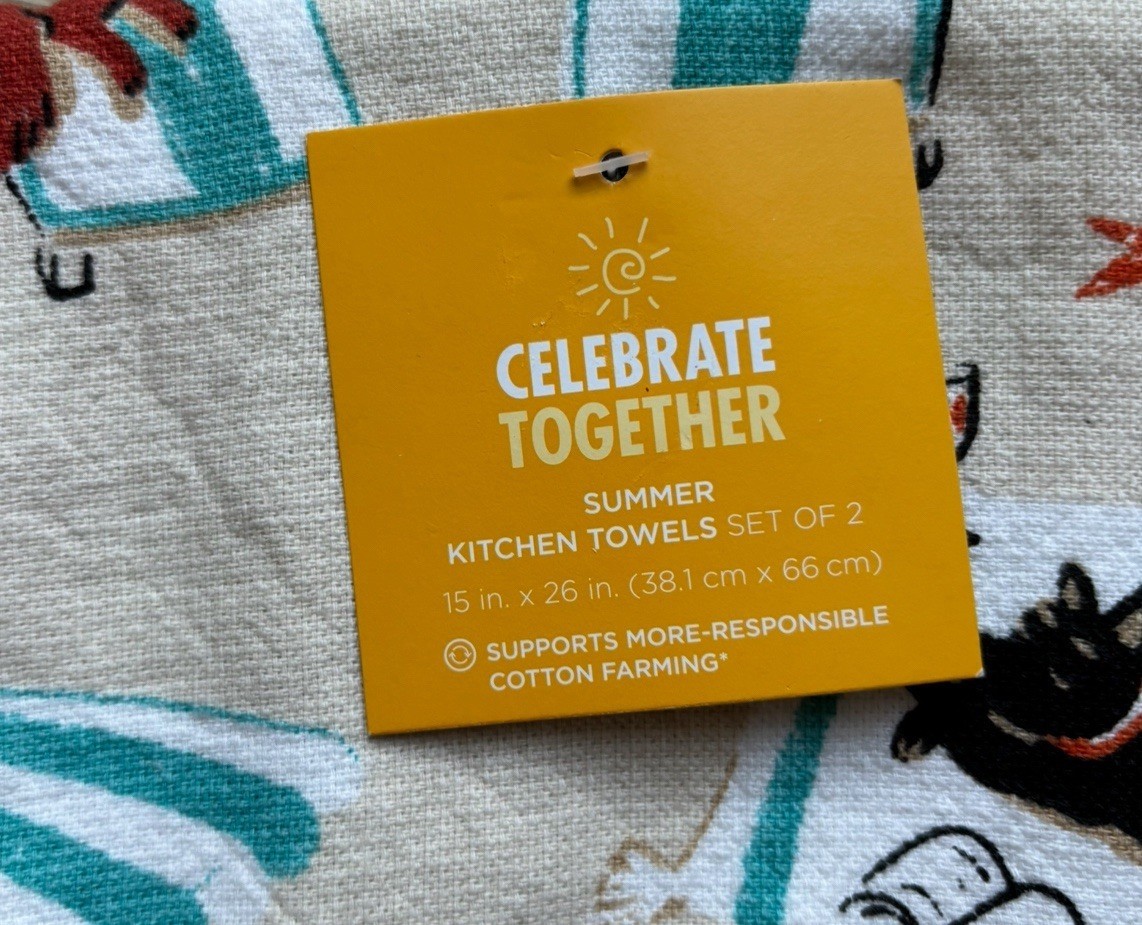 CELEBRATE
TOGETHER
SUMMER
KITCHEN TOWELS SET OF 2
15 in. x 26 in. (38.1 cm x 66 cm)
SUPPORTS MORE-RESPONSIBLE
COTTON FARMING*